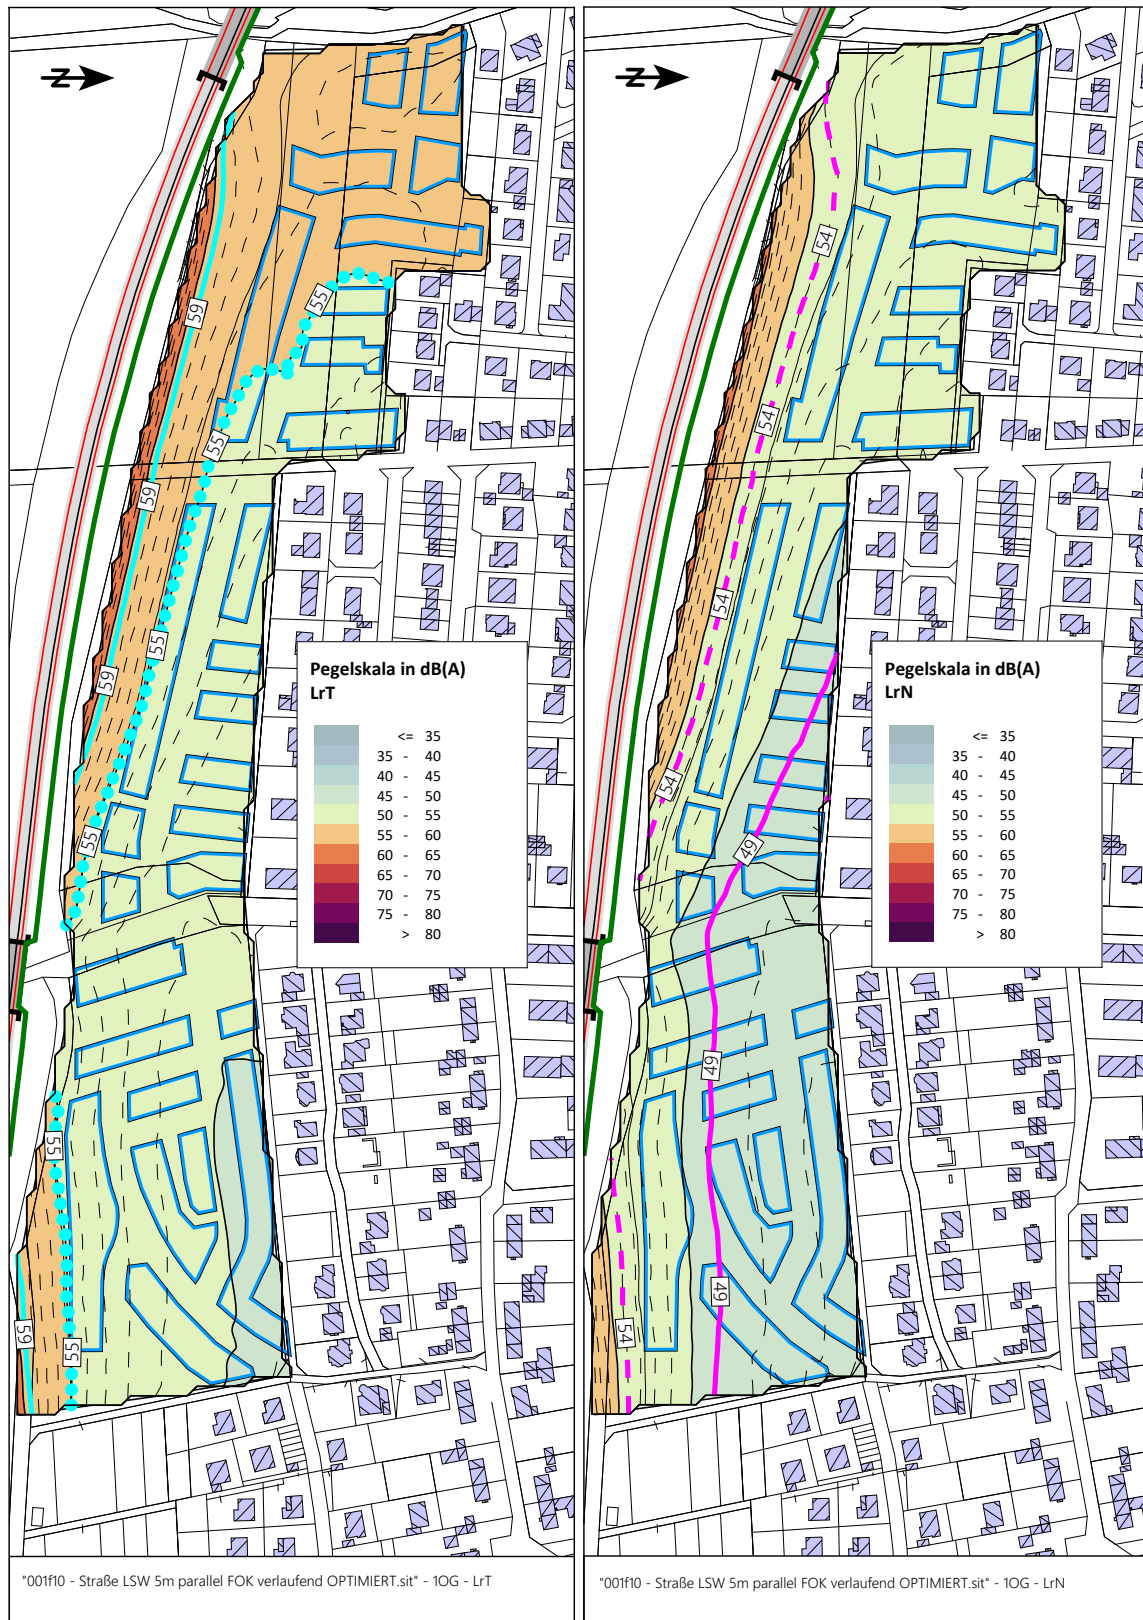 N
59
55
55
59
55
59
55
55
59
55
Pegelskala in dB(A)
LrT
<= 35
35 - 40
40 - 45
45 - 50
50 - 55
55 - 60
60 - 65
65 - 70
70 - 75
75 - 80
> 80
"001f10 - Straße LSW 5m parallel FOK verlaufend OPTIMIERT.sit" - 1OG - LrT
N
54
54
54
54
49
49
49
54
Pegelskala in dB(A)
LrN
<= 35
35 - 40
40 - 45
45 - 50
50 - 55
55 - 60
60 - 65
65 - 70
70 - 75
75 - 80
> 80
"001f10 - Straße LSW 5m parallel FOK verlaufend OPTIMIERT.sit" - 1OG - LrN